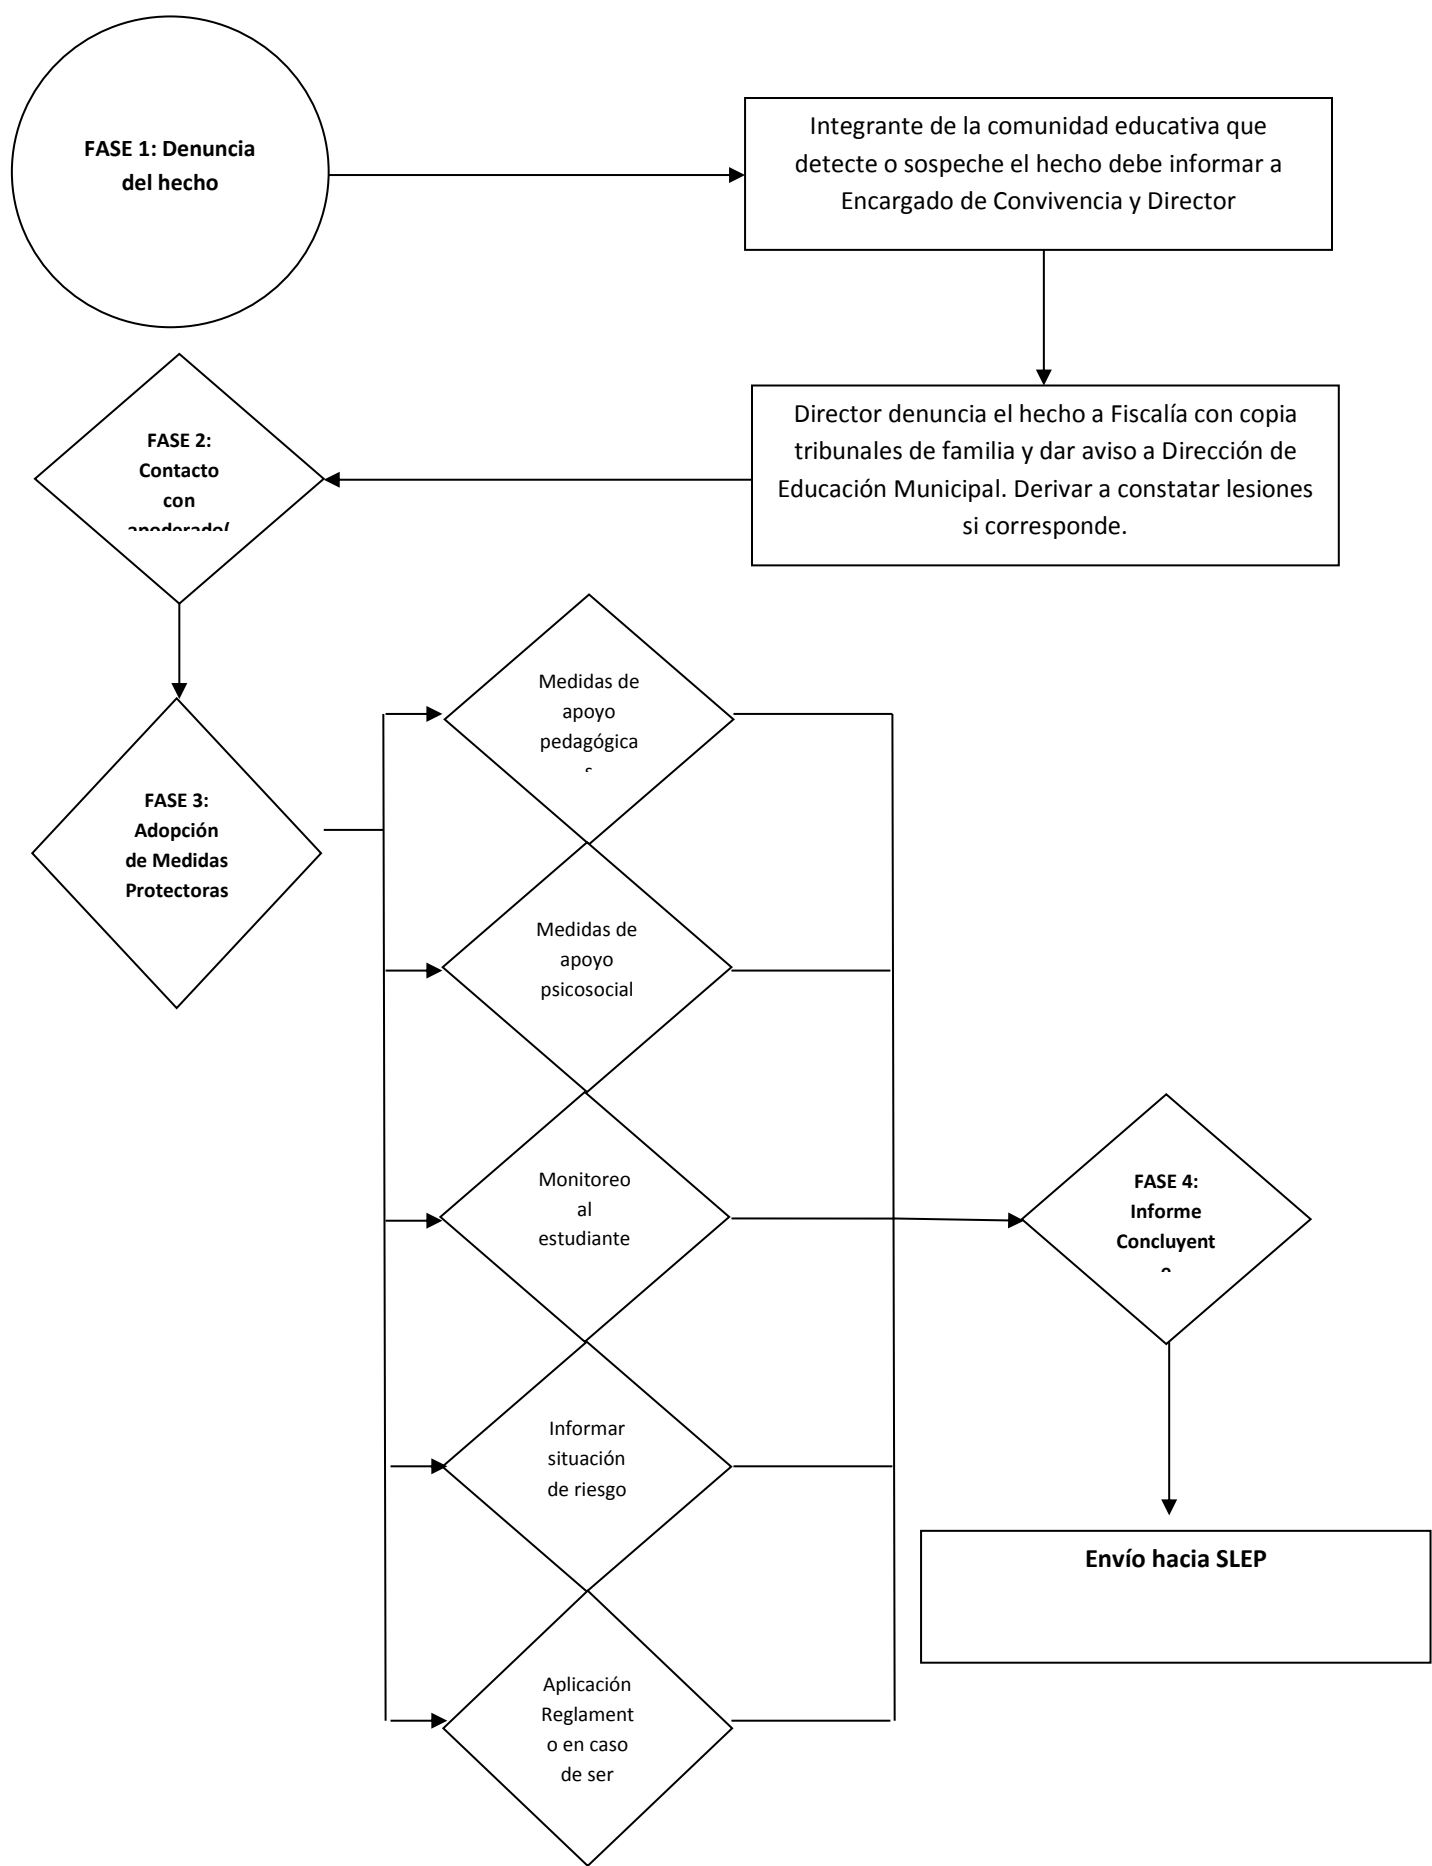 FASE 1: Denuncia
del hecho
Integrante de la comunidad educativa que
detecte o sospeche el hecho debe informar a
Encargado de Convivencia y Director
Director denuncia el hecho a Fiscalía con copia
tribunales de familia y dar aviso a Dirección de
Educación Municipal. Derivar a constatar lesiones
si corresponde.
FASE 2:
Contacto
con
apoderado(
FASE 3:
Adopción
de Medidas
Protectoras
Medidas de
apoyo
pedagógica
s
Medidas de
apoyo
psicosocial
Monitoreo
al
estudiante
Informar
situación
de riesgo
Aplicación
Reglament
o en caso
de ser
FASE 4:
Informe
Concluyent
e
Envío hacia SLEP